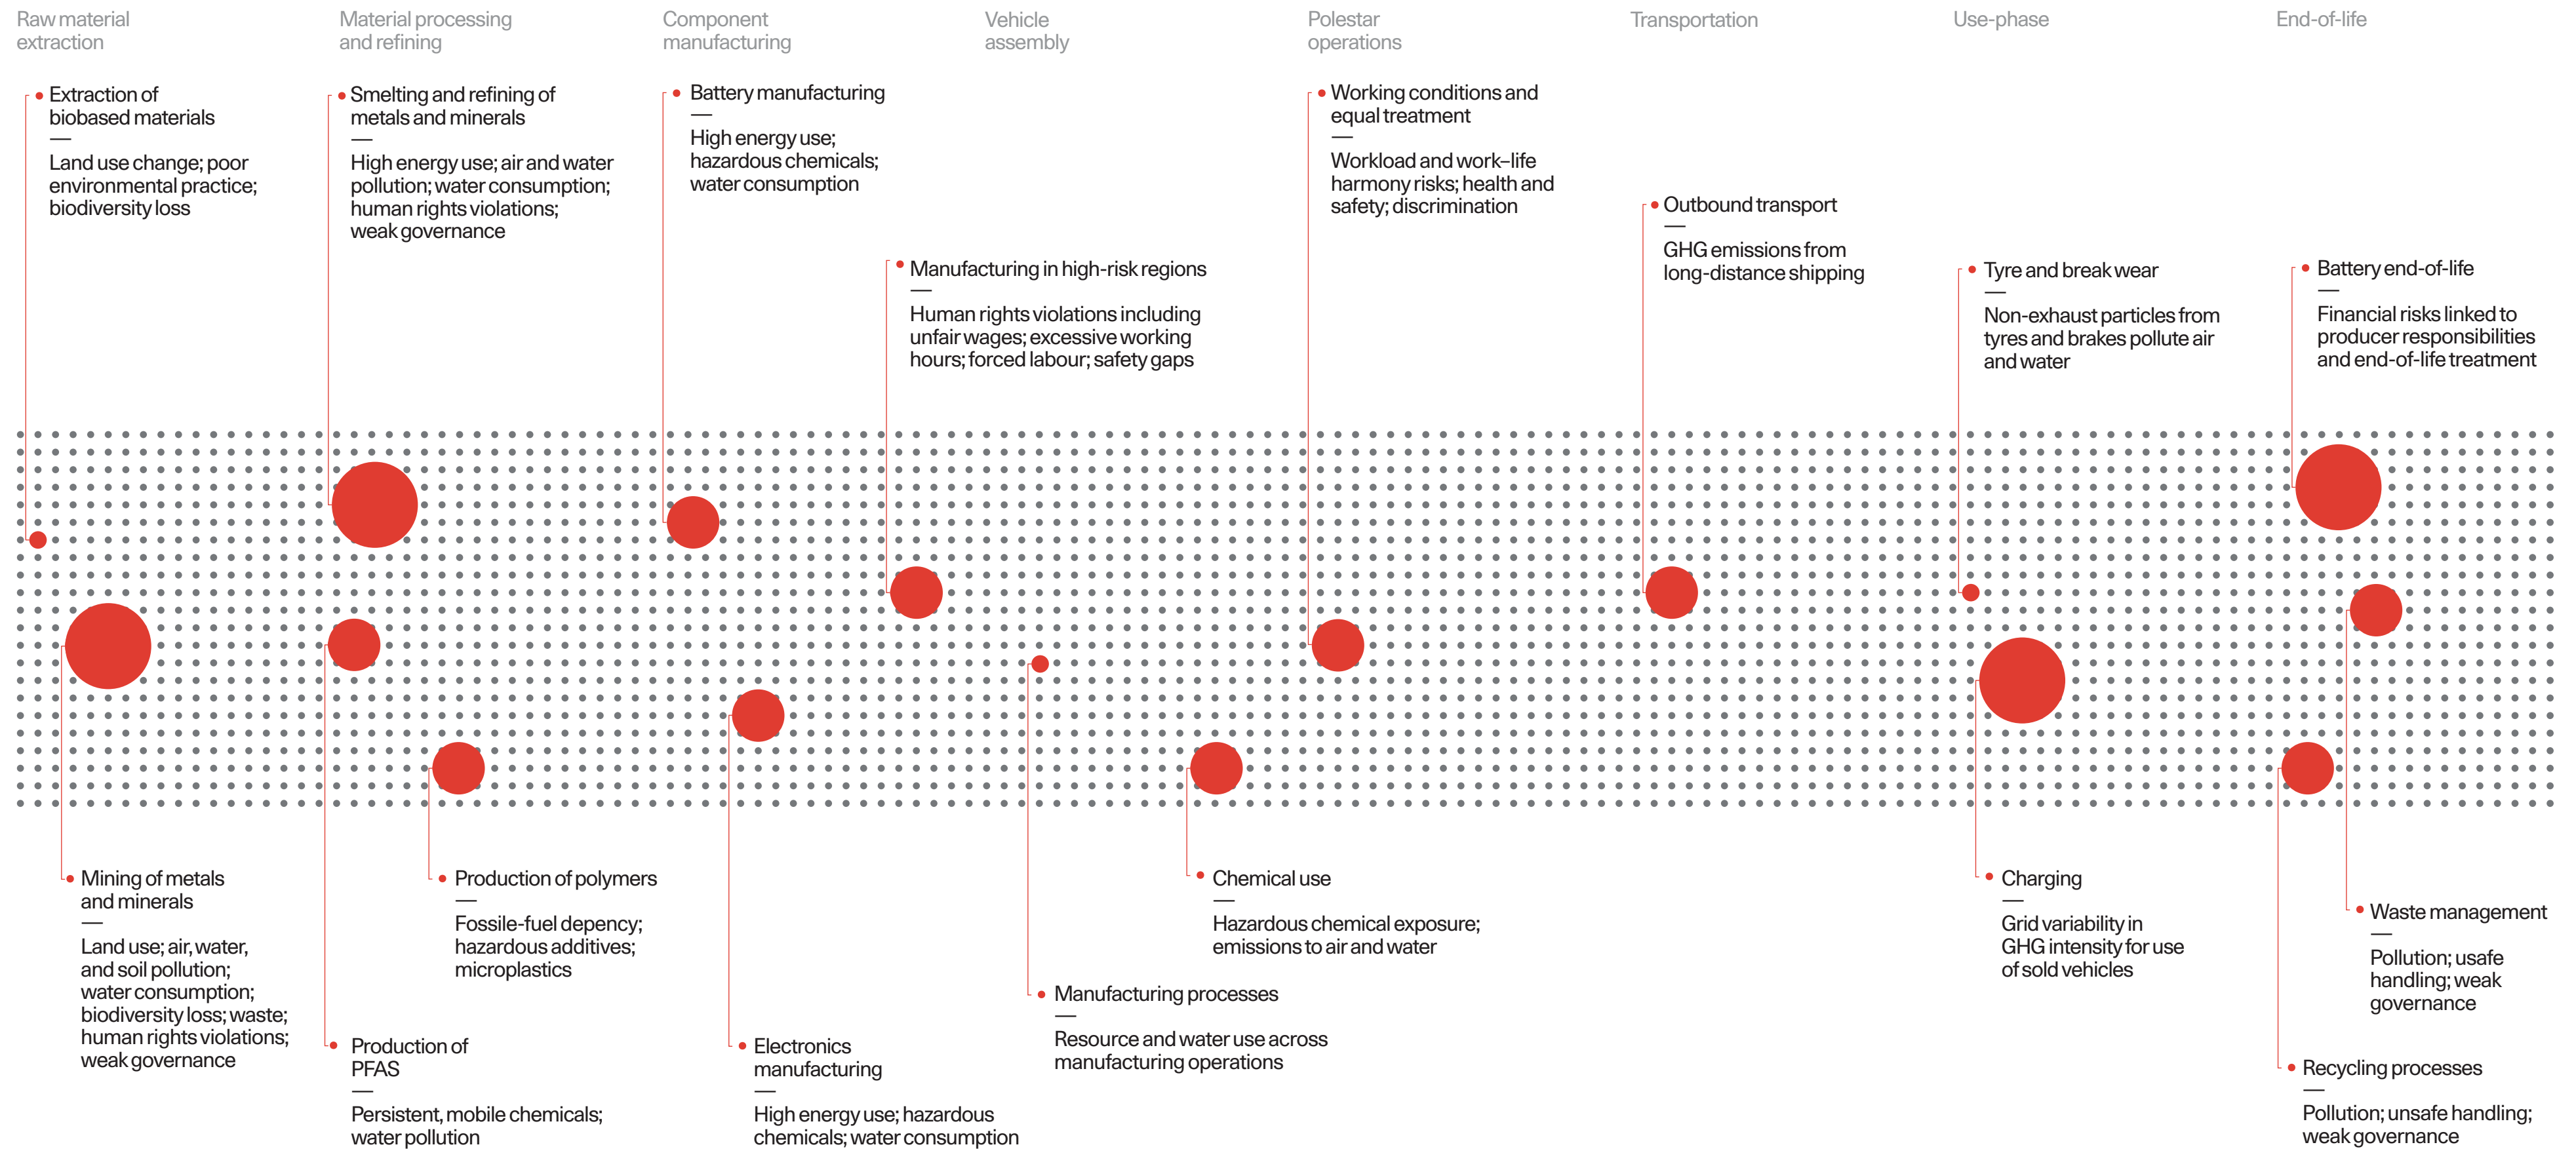 Raw material
extraction
Material processing
and refining
Component
manufacturing
Vehicle
assembly
Polestar
operations
Transportation
Use-phase
End-of-life
Extraction of
biobased materials
Land use change; poor
environmental practice;
biodiversity loss
Smelting and refining of
metals and minerals
High energy use; air and water
pollution; water consumption;
human rights violations;
weak governance
Battery manufacturing
High energy use;
hazardous chemicals;
water consumption
Manufacturing in high-risk regions
Human rights violations including
unfair wages; excessive working
hours; forced labour; safety gaps
Working conditions and
equal treatment
Workload and work–life
harmony risks; health and
safety; discrimination
Outbound transport
GHG emissions from
long-distance shipping
Tyre and break wear
Non-exhaust particles from
tyres and brakes pollute air
and water
Battery end-of-life
Financial risks linked to
producer responsibilities
and end-of-life treatment
Mining of metals
and minerals
Land use; air, water,
and soil pollution;
water consumption;
biodiversity loss; waste;
human rights violations;
weak governance
Production of
PFAS
Persistent, mobile chemicals;
water pollution
Production of polymers
Fossile-fuel depency;
hazardous additives;
microplastics
Electronics
manufacturing
High energy use; hazardous
chemicals; water consumption
Manufacturing processes
Resource and water use across
manufacturing operations
Chemical use
Hazardous chemical exposure;
emissions to air and water
Charging
Grid variability in
GHG intensity for use
of sold vehicles
Waste management
Pollution; usafe
handling; weak
governance
Recycling processes
Pollution; unsafe handling;
weak governance